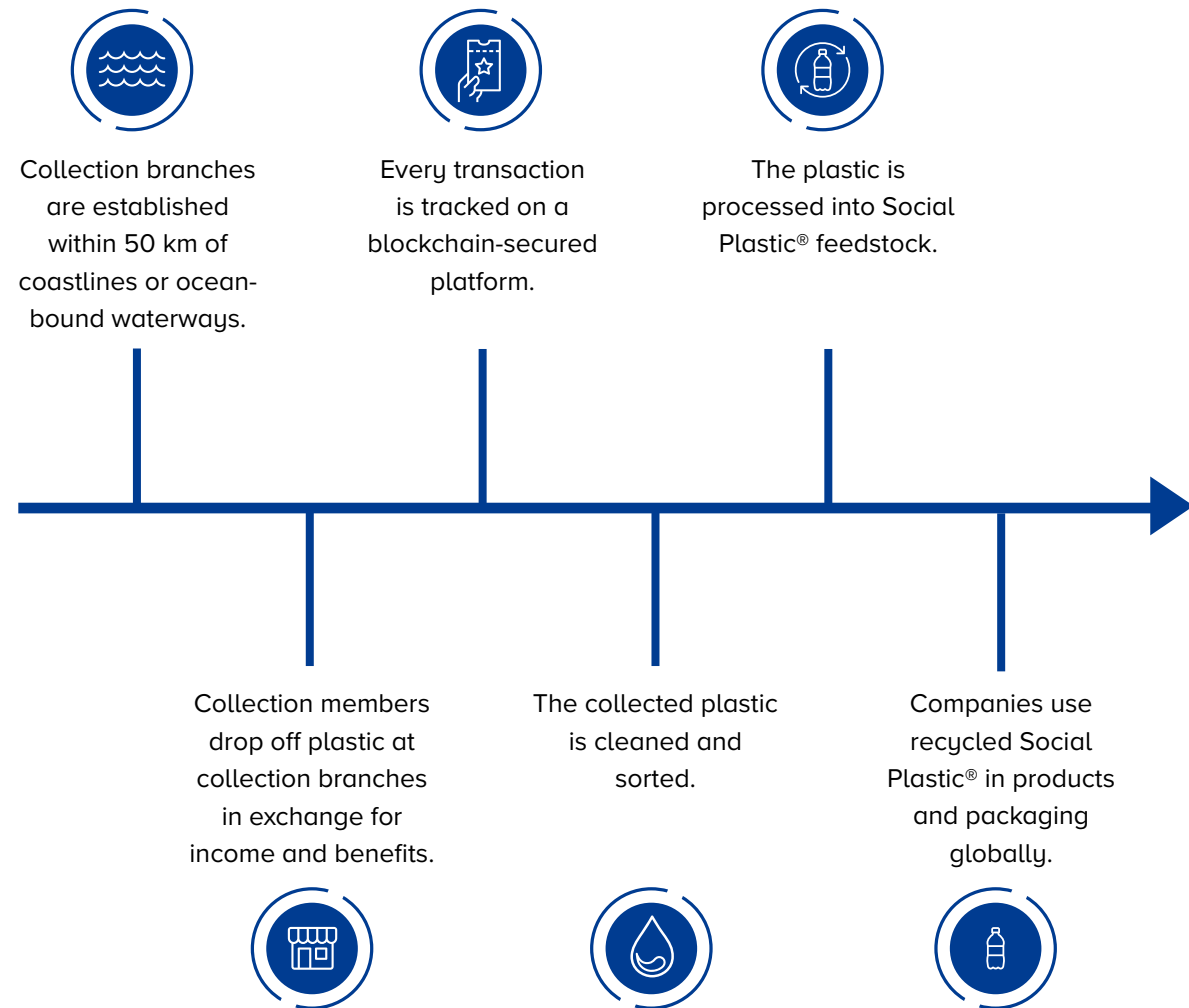 Collection branches
are established
within 50 km of
coastlines or ocean-
bound waterways.
Collection members
drop off plastic at
collection branches
in exchange for
income and benefits.
Every transaction
is tracked on a
blockchain-secured
platform.
The collected plastic
is cleaned and
sorted.
The plastic is
processed into Social
Plastic® feedstock.
Companies use
recycled Social
Plastic® in products
and packaging
globally.